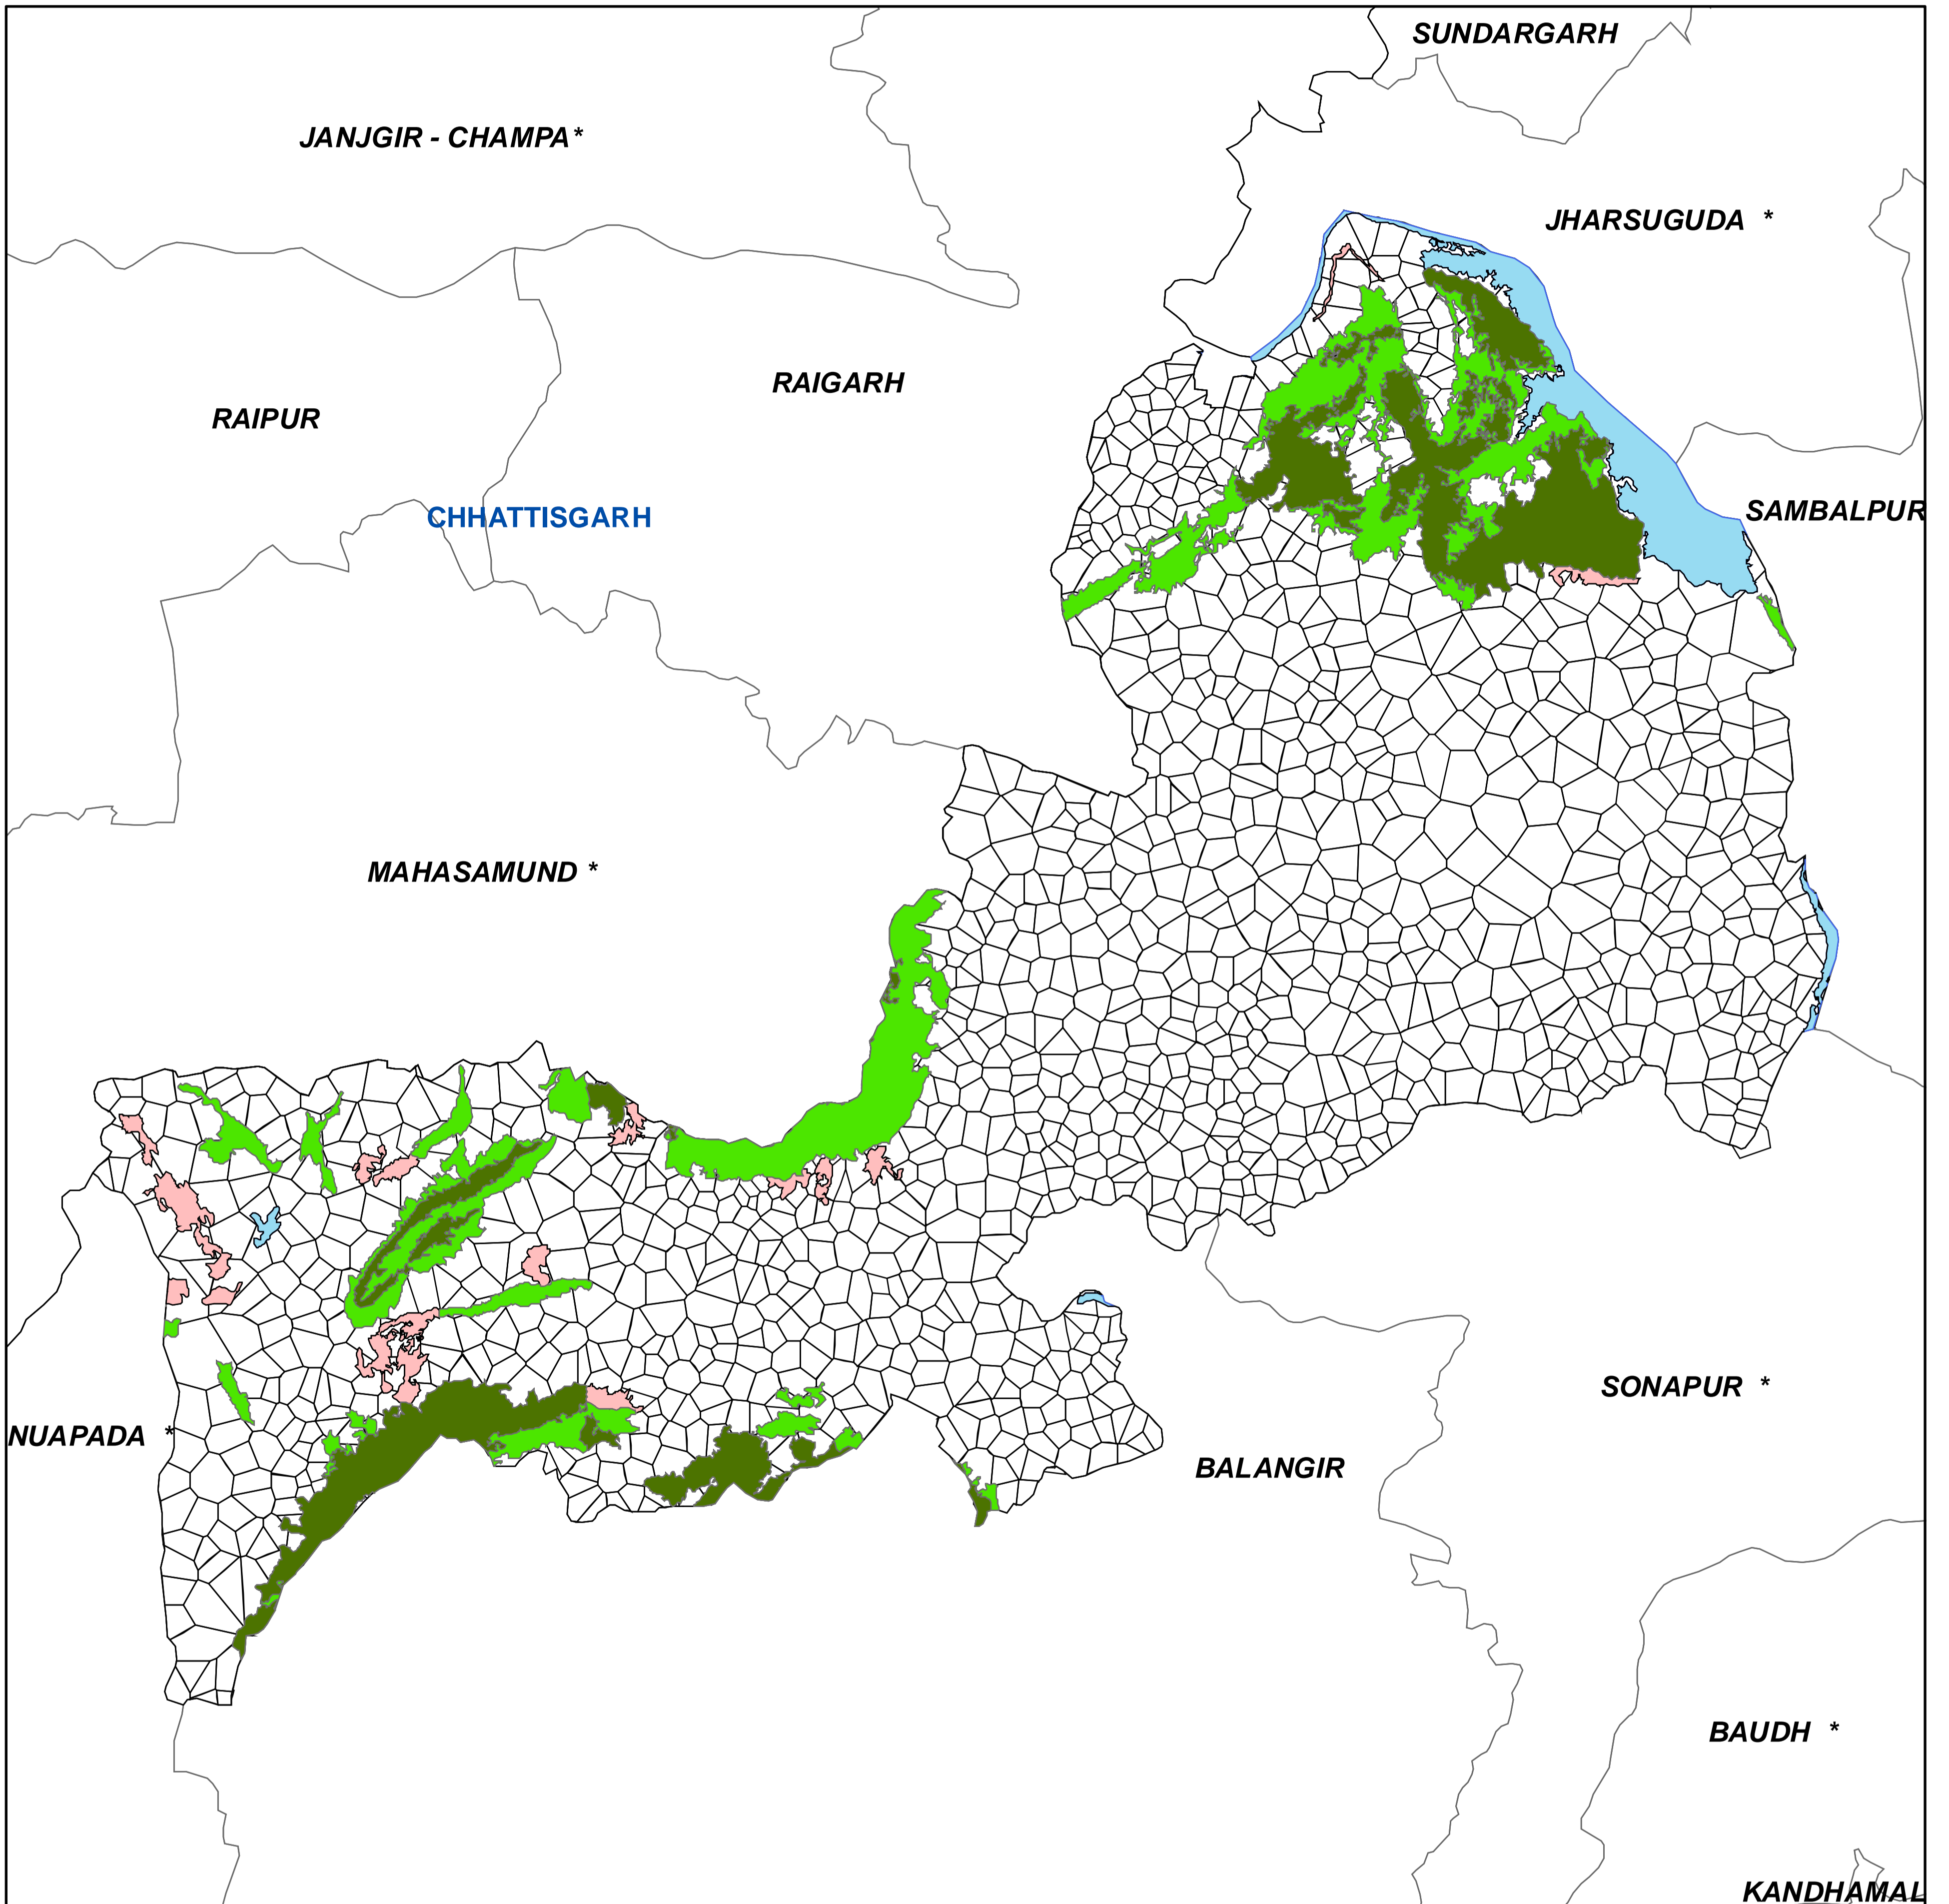 SUNDARGARH
JANJGIR - CHAMPA*
JHARSUGUDA *
RAIGARH
RAIPUR
CHHATTISGARH
SAMBALPUR
MAHASAMUND *
SONAPUR *
NUAPADA *
BALANGIR
BAUDH *
KANDHAMAL